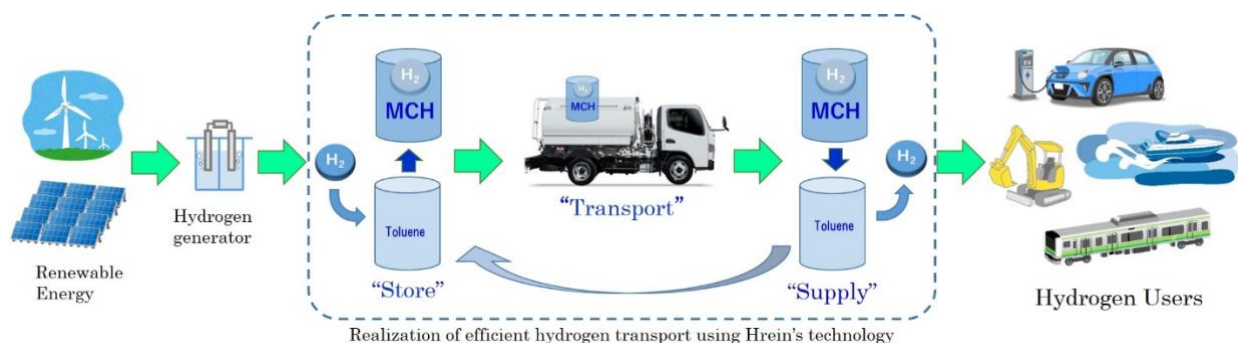 Renewable
Energy
Hydrogen
generator
H₂
H₂
MCH
Toluene
“Store”
H₂
MCH
“Transport”
H₂
MCH
Toluene
“Supply”
H₂
EV
Hydrogen Users
Realization of efficient hydrogen transport using Hrein's technology